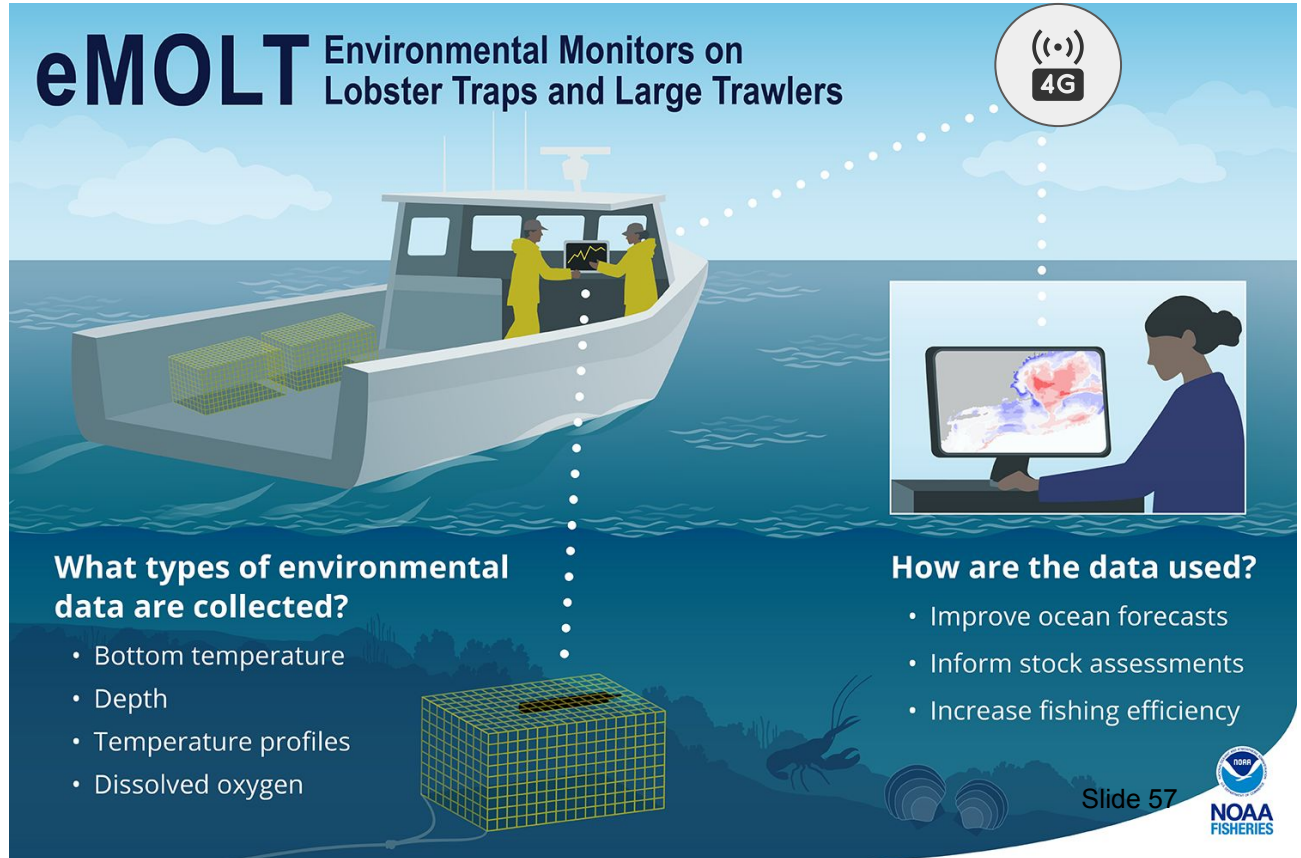 eMOLT Environmental Monitors on
Lobster Traps and Large Trawlers
4G
What types of environmental
data are collected?
• Bottom temperature
• Depth
• Temperature profiles
• Dissolved oxygen
How are the data used?
• Improve ocean forecasts
• Inform stock assessments
• Increase fishing efficiency
Slide 57
NOAA
NOAA
FISHERIES